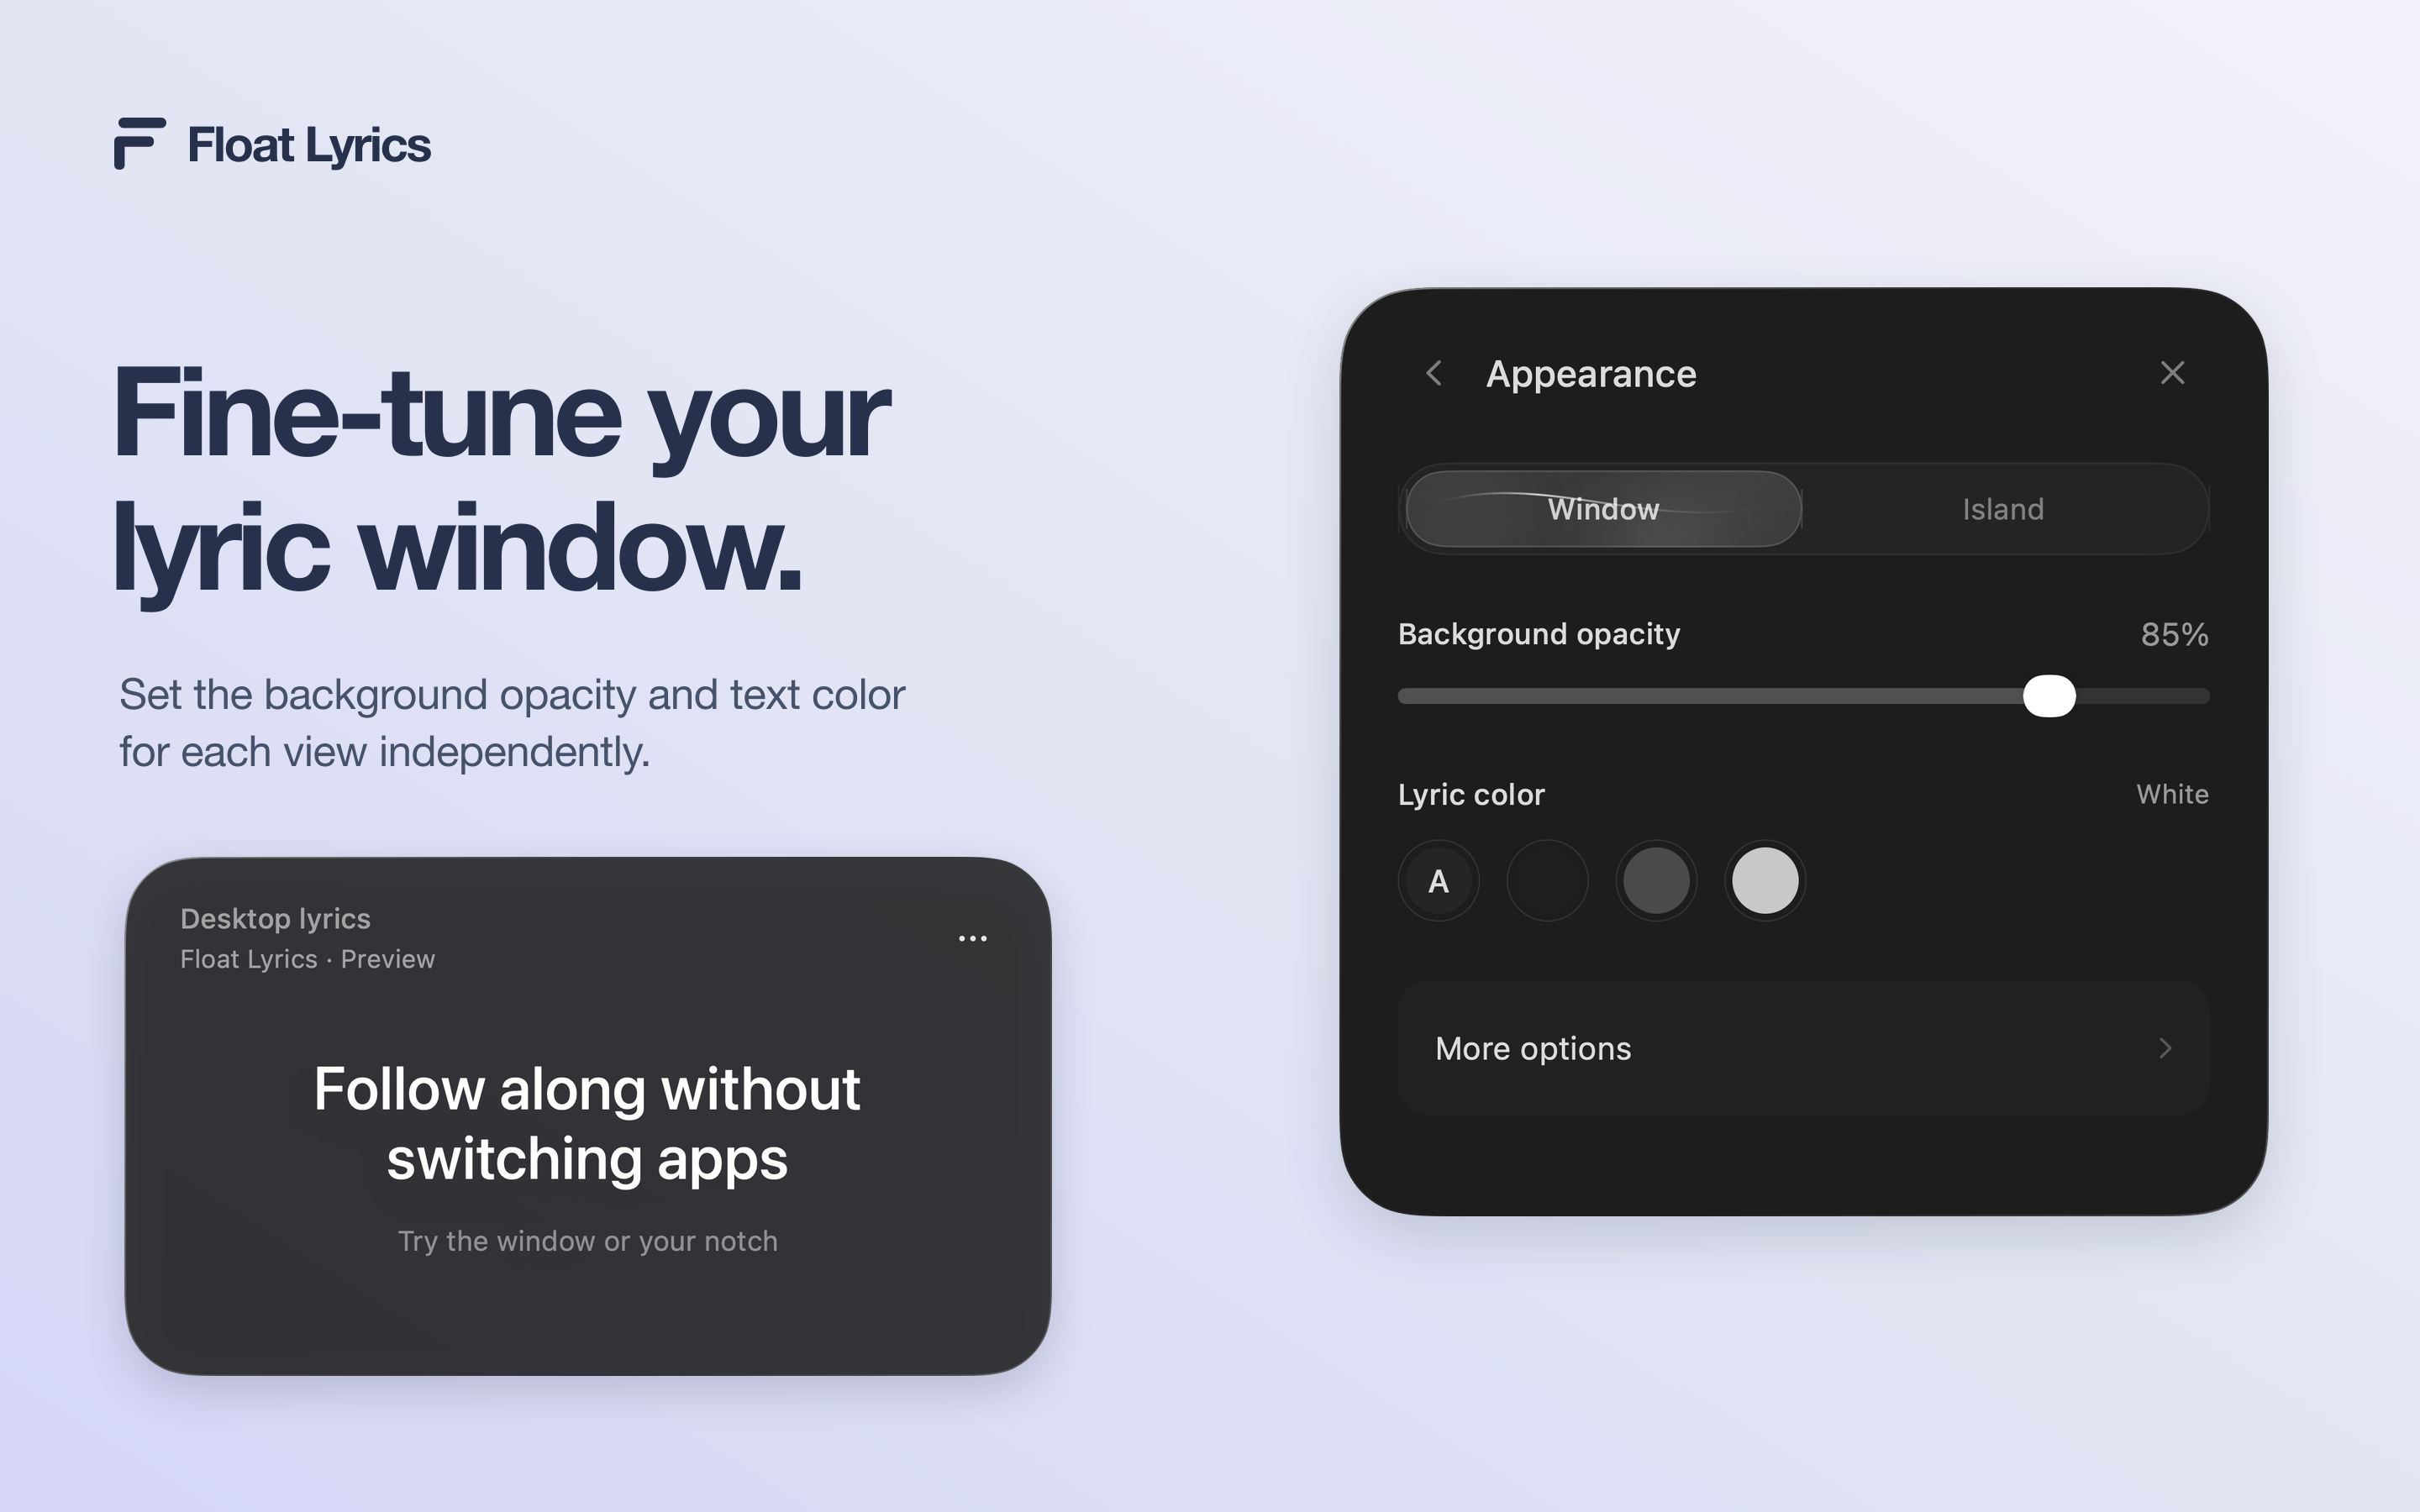 Float Lyrics
Fine-tune your
lyric window.
Set the background opacity and text color
for each view independently.
Desktop lyrics
Float Lyrics · Preview
Follow along without
switching apps
Try the window or your notch
Appearance
Window
Island
Background opacity
85%
Lyric color
White
A
More options